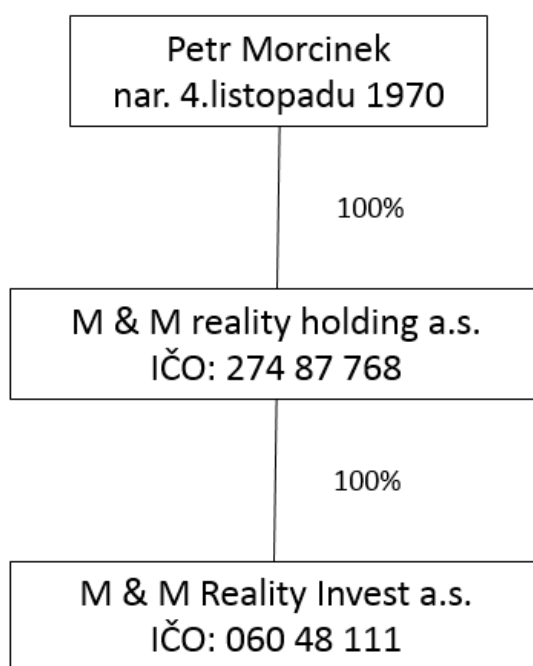 Petr Morcinek
nar. 4.listopadu 1970
100%
M & M reality holding a.s.
IČO: 274 87 768
100%
M & M Reality Invest a.s.
IČO: 060 48 111